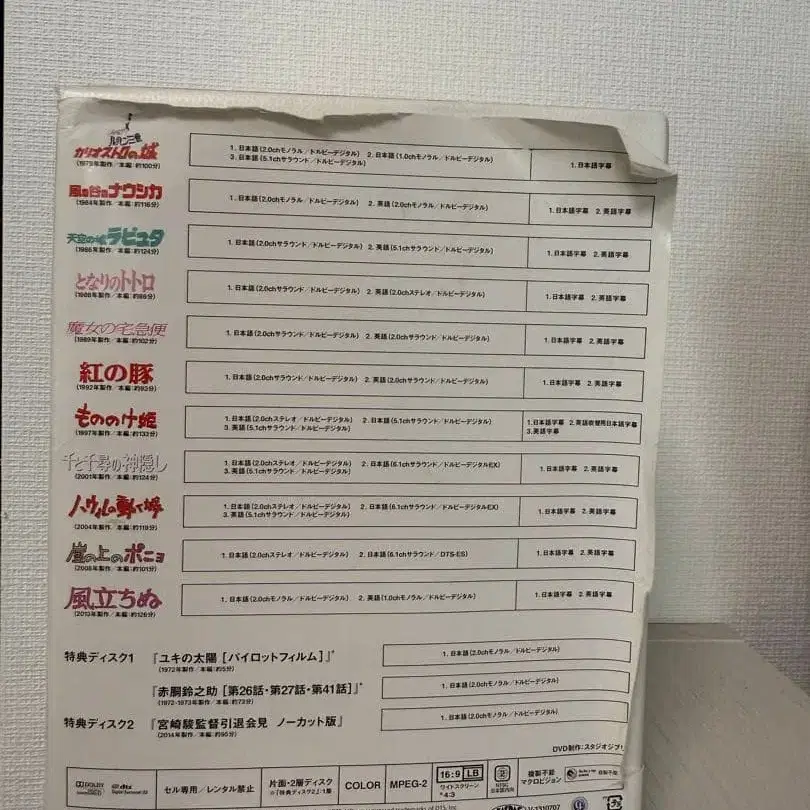 ルパン三世
カリオストロの城
(1979年製作/本編:約100分)
1. 日本語(2.0chモノラル/ドルビーデジタル) 2. 日本語(1.0chモノラル/ドルビーデジタル)
3. 日本語(5.1chサラウンド/ドルビーデジタル)
1. 日本語字幕
風の谷のナウシカ
(1984年製作/本編:約116分)
1. 日本語(2.0chモノラル/ドルビーデジタル) 2. 英語(2.0chモノラル/ドルビーデジタル)
1. 日本語字幕 2. 英語字幕
天空の城ラピュタ
(1986年製作/本編:約124分)
1. 日本語(2.0chサラウンド/ドルビーデジタル) 2. 英語(5.1chサラウンド/ドルビーデジタル)
1. 日本語字幕 2. 英語字幕
となりのトトロ
(1988年製作/本編:約86分)
1. 日本語(2.0chサラウンド/ドルビーデジタル) 2. 英語(2.0chステレオ/ドルビーデジタル)
1. 日本語字幕 2. 英語字幕
魔女の宅急便
(1989年製作/本編:約102分)
1. 日本語(2.0chサラウンド/ドルビーデジタル) 2. 英語(2.0chサラウンド/ドルビーデジタル)
1. 日本語字幕 2. 英語字幕
紅の豚
(1992年製作/本編:約93分)
1. 日本語(2.0chサラウンド/ドルビーデジタル) 2. 英語(2.0chサラウンド/ドルビーデジタル)
1. 日本語字幕 2. 英語字幕
もののけ姫
(1997年製作/本編:約133分)
1. 日本語(2.0chステレオ/ドルビーデジタル) 2. 日本語(5.1chサラウンド/ドルビーデジタル)
3. 英語(5.1chサラウンド/ドルビーデジタル)
1. 日本語字幕 2. 英語吹替用日本語字幕
3. 英語字幕
千と千尋の神隠し
(2001年製作/本編:約124分)
1. 日本語(2.0chステレオ/ドルビーデジタル) 2. 日本語(6.1chサラウンド/ドルビーデジタルEX)
3. 英語(5.1chサラウンド/ドルビーデジタル)
1. 日本語字幕 2. 英語字幕
ハウルの動く城
(2004年製作/本編:約119分)
1. 日本語(2.0chステレオ/ドルビーデジタル) 2. 日本語(6.1chサラウンド/ドルビーデジタルEX)
3. 英語(5.1chサラウンド/ドルビーデジタル)
1. 日本語字幕 2. 英語字幕
崖の上のポニョ
(2008年製作/本編:約101分)
1. 日本語(2.0chステレオ/ドルビーデジタル) 2. 日本語(6.1chサラウンド/DTS-ES)
1. 日本語字幕 2. 英語字幕
風立ちぬ
(2013年製作/本編:約126分)
1. 日本語(2.0chモノラル/ドルビーデジタル) 2. 英語(1.0chモノラル/ドルビーデジタル)
1. 日本語字幕 2. 英語字幕
特典ディスク1 『ユキの太陽 [パイロットフィルム]』*
(1972年製作/本編:約5分)
1. 日本語(2.0chモノラル/ドルビーデジタル)
『赤胴鈴之助 [第26話・第27話・第41話]』*
(1972-1973年製作/本編:約73分)
1. 日本語(2.0chモノラル/ドルビーデジタル)
特典ディスク2 『宮崎駿監督引退会見 ノーカット版』
(2014年製作/本編:約95分)
1. 日本語(2.0chモノラル/ドルビーデジタル)
DVD制作:スタジオジブ
DOLBY
dts
Digital Surround
セル専用/レンタル禁止
片面・2層ディスク
※「特典ディスク2」:1層
COLOR
MPEG-2
16:9 LB
ワイドスクリーン
*4:3
2
NTSC
日本国内向
複製不能
マクロビジョン
複製不能